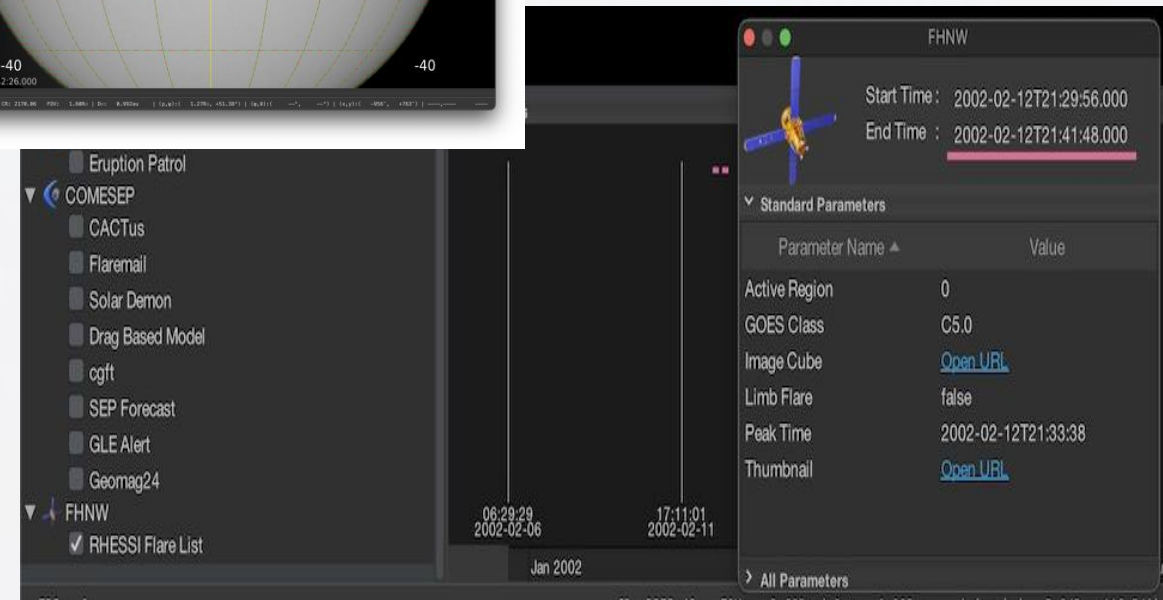 -40
-40
2:26.000
Eruption Patrol
COMESEP
CACTus
Flaremail
Solar Demon
Drag Based Model
cgft
SEP Forecast
GLE Alert
Geomag24
FHNW
RHESSI Flare List
06:29:29
2002-02-06
17:11:01
2002-02-11
Jan 2002
FHNW
Start Time : 2002-02-12T21:29:56.000
End Time : 2002-02-12T21:41:48.000
Standard Parameters
Parameter Name Value
Active Region 0
GOES Class C5.0
Image Cube Open URL
Limb Flare false
Peak Time 2002-02-12T21:33:38
Thumbnail Open URL
All Parameters